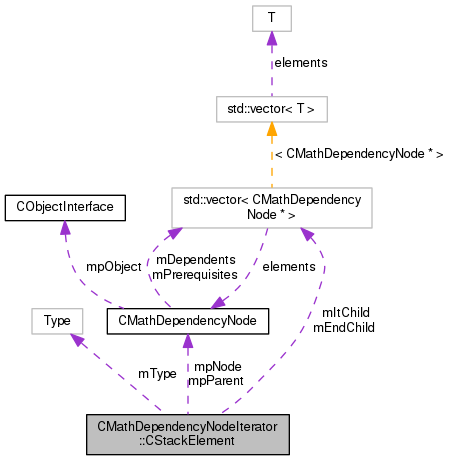 T
elements
std::vector< T >
< CMathDependencyNode * >
std::vector< CMathDependency
Node * >
CObjectInterface
mpObject
mDependents
mPrerequisites
elements
mItChild
mEndChild
Type
CMathDependencyNode
mType
mpNode
mpParent
CMathDependencyNodeIterator
::CStackElement